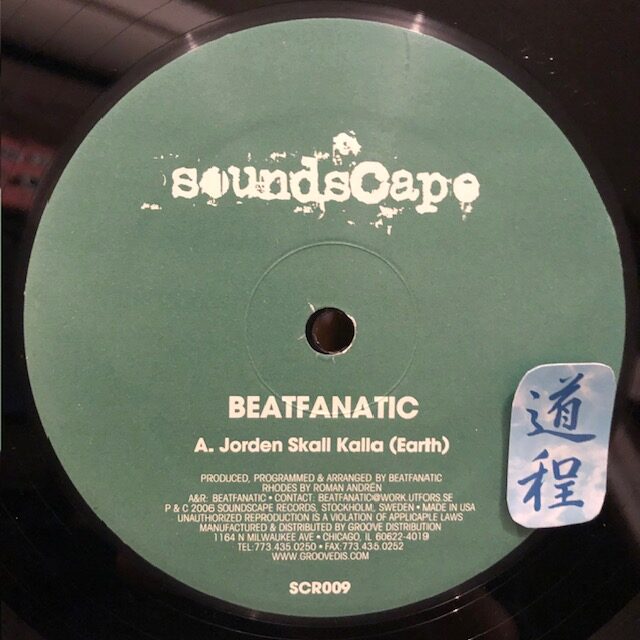 soundscape
BEATFANATIC
A. Jorden Skall Kalla (Earth)
PRODUCED, PROGRAMMED & ARRANGED BY BEATFANATIC
RHODES BY ROMAN ANDRÉN
A&R: BEATFANATIC • CONTACT: BEATFANATIC@WORK.UTFORS.SE
P & C 2006 SOUNDSCAPE RECORDS, STOCKHOLM, SWEDEN • MADE IN USA
UNAUTHORIZED REPRODUCTION IS A VIOLATION OF APPLICAPLE LAWS
MANUFACTURED & DISTRIBUTED BY GROOVE DISTRIBUTION
1164 N MILWAUKEE AVE • CHICAGO, IL 60622-4019
TEL:773.435.0250 • FAX:773.435.0252
WWW.GROOVEDIS.COM
SCR009
道程